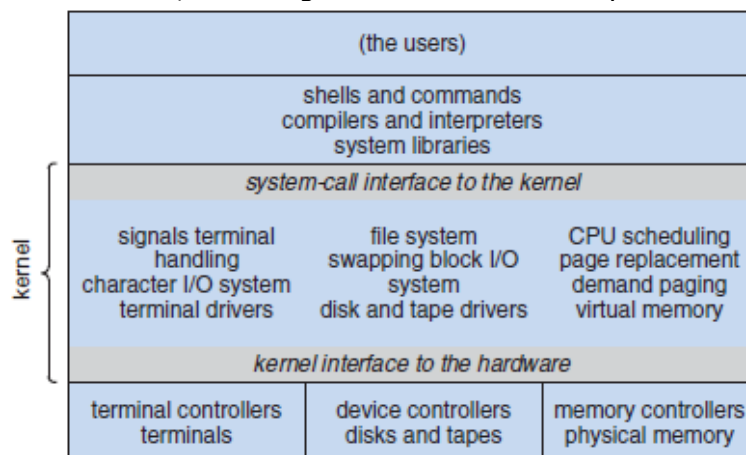 (the users)
shells and commands
compilers and interpreters
system libraries
system-call interface to the kernel
kernel
signals terminal
handling
character I/O system
terminal drivers
file system
swapping block I/O
system
disk and tape drivers
CPU scheduling
page replacement
demand paging
virtual memory
kernel interface to the hardware
terminal controllers
terminals
device controllers
disks and tapes
memory controllers
physical memory